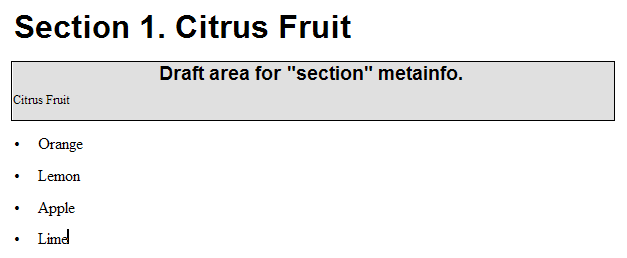 Section 1. Citrus Fruit
Draft area for "section" metainfo.
Citrus Fruit
• Orange
• Lemon
• Apple
• Lime